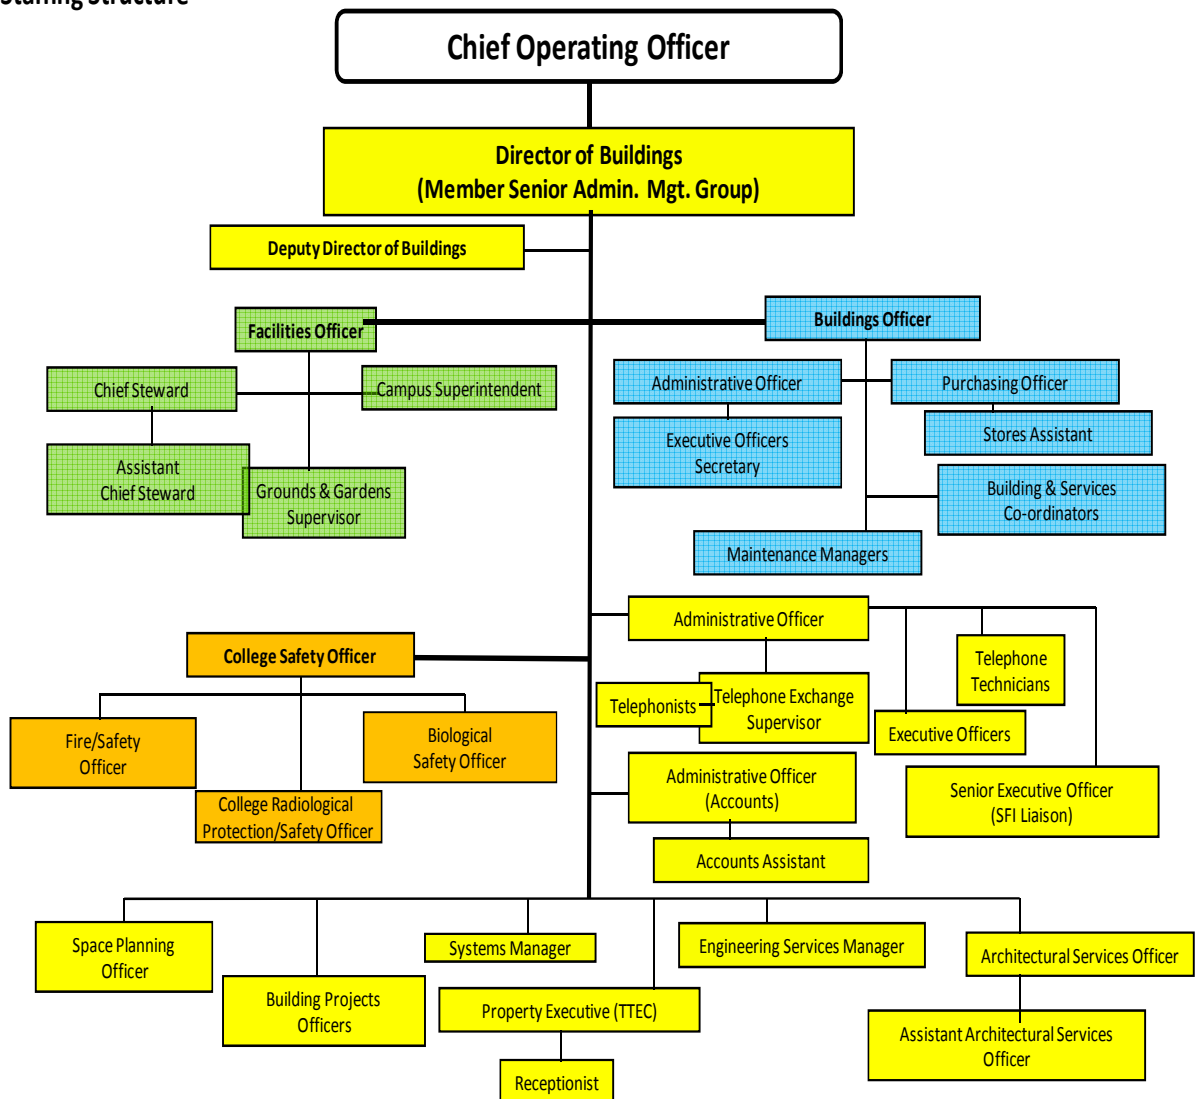 Staffing Structure
Chief Operating Officer
Director of Buildings
(Member Senior Admin. Mgt. Group)
Deputy Director of Buildings
Facilities Officer
Buildings Officer
Chief Steward
Campus Superintendent
Administrative Officer
Purchasing Officer
Assistant
Chief Steward
Grounds & Gardens
Supervisor
Executive Officers
Secretary
Stores Assistant
Building & Services
Co-ordinators
Maintenance Managers
Administrative Officer
College Safety Officer
Telephone
Technicians
Telephonists
Telephone Exchange
Supervisor
Executive Officers
Fire/Safety
Officer
Biological
Safety Officer
College Radiological
Protection/Safety Officer
Administrative Officer
(Accounts)
Senior Executive Officer
(SFI Liaison)
Accounts Assistant
Space Planning
Officer
Building Projects
Officers
Systems Manager
Property Executive (TTEC)
Receptionist
Engineering Services Manager
Architectural Services Officer
Assistant Architectural Services
Officer